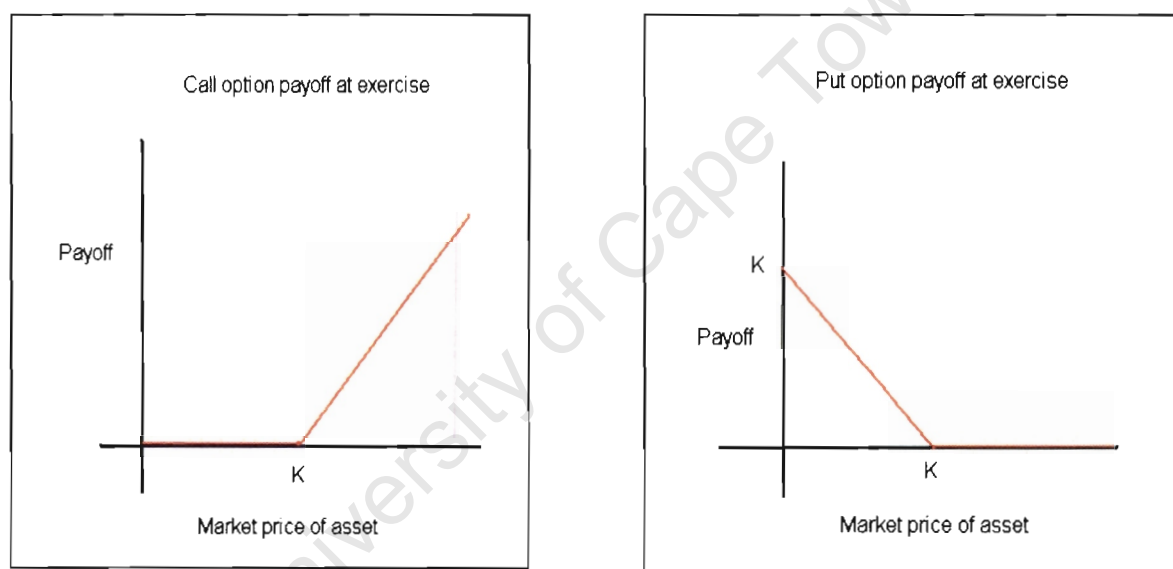 Call option payoff at exercise
Payoff
K
Market price of asset
Put option payoff at exercise
K
Payoff
K
Market price of asset
University of Cape Town